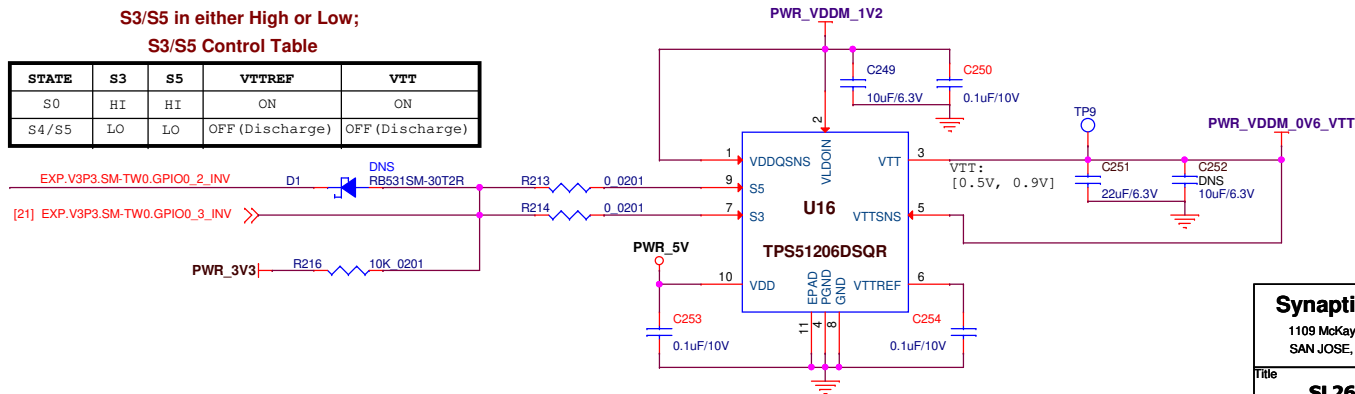 S3/S5 in either High or Low;
S3/S5 Control Table
STATE S3 S5 VTTREF VTT
S0 HI HI ON ON
S4/S5 LO LO OFF(Discharge) OFF(Discharge)
PWR_VDDM_1V2
C249
10uF/6.3V
C250
0.1uF/10V
TP9
PWR_VDDM_0V6_VTT
2
1 VDDQSNS
VLDOIN
VTT 3
VTT:
[0.5V, 0.9V]
C251
22uF/6.3V
C252
DNS
10uF/6.3V
EXP.V3P3.SM-TW0.GPIO0_2_INV
D1
DNS
RB531SM-30T2R
R213 0_0201
9 S5
[21] EXP.V3P3.SM-TW0.GPIO0_3_INV
R214 0_0201
7 S3
U16
VTTSNS 5
TPS51206DSQR
PWR_3V3
R216 10K_0201
PWR_5V
10 VDD
EPAD
PGND
GND
VTTREF 6
11
4
8
C253
0.1uF/10V
C254
0.1uF/10V
Synapti
1109 McKay
SAN JOSE,
Title
SL26